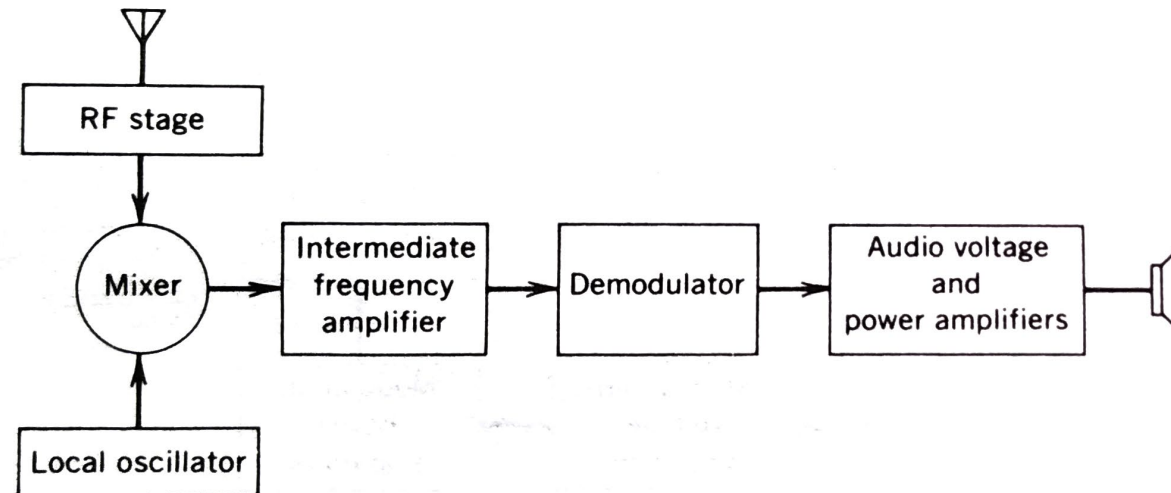 RF stage
Mixer
Local oscillator
Intermediate
frequency
amplifier
Demodulator
Audio voltage
and
power amplifiers